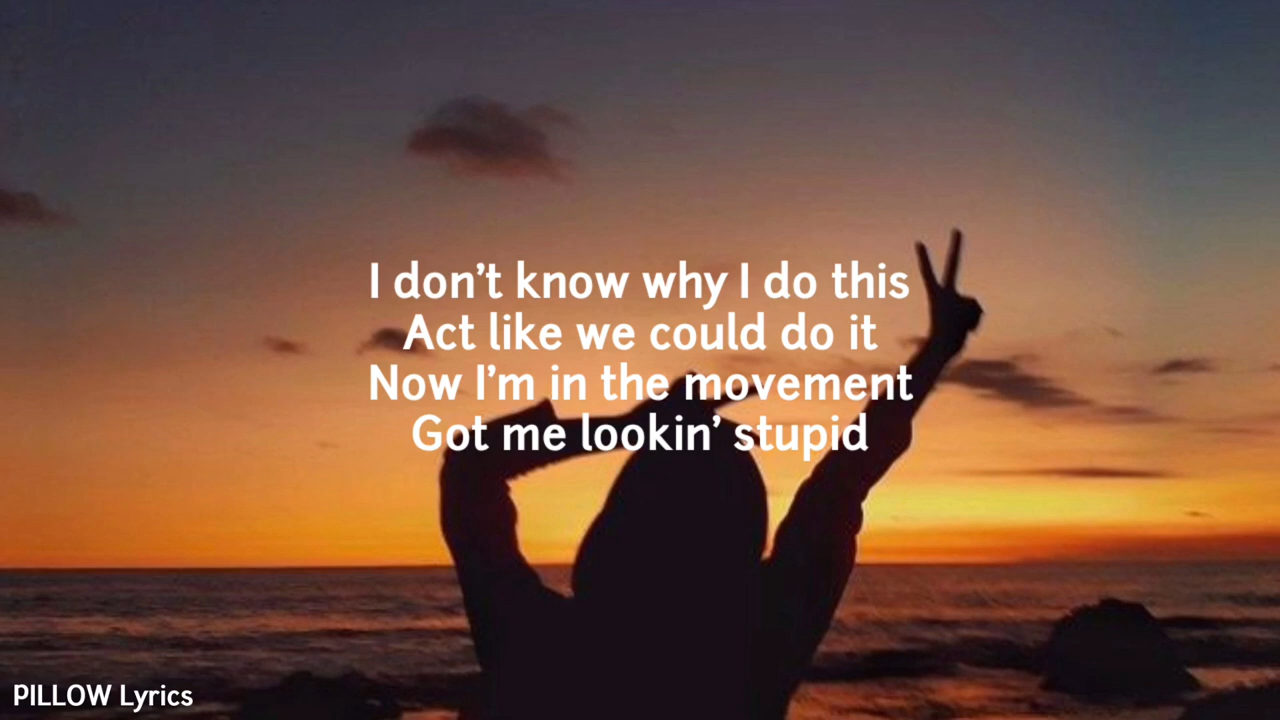 I don't know why I do this
Act like we could do it
Now I'm in the movement
Got me lookin' stupid
PILLOW Lyrics